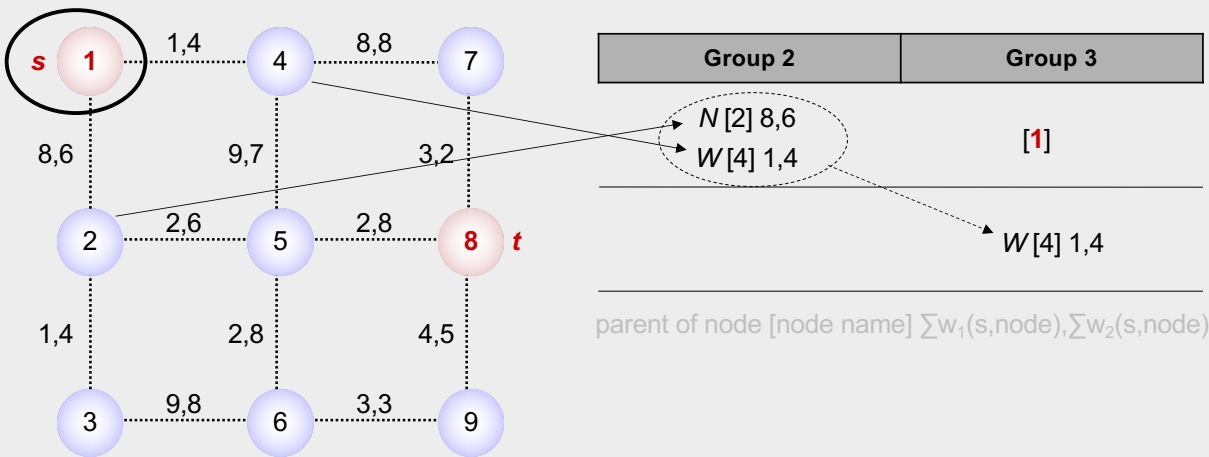 s 1 1,4 4 8,8 7
8,6 9,7 3,2
2 2,6 5 2,8 8 t
1,4 2,8 4,5
3 9,8 6 3,3 9
Group 2 Group 3
N [2] 8,6
W [4] 1,4
[1]
W [4] 1,4
parent of node [node name] ∑w₁(s,node),∑w₂(s,node)